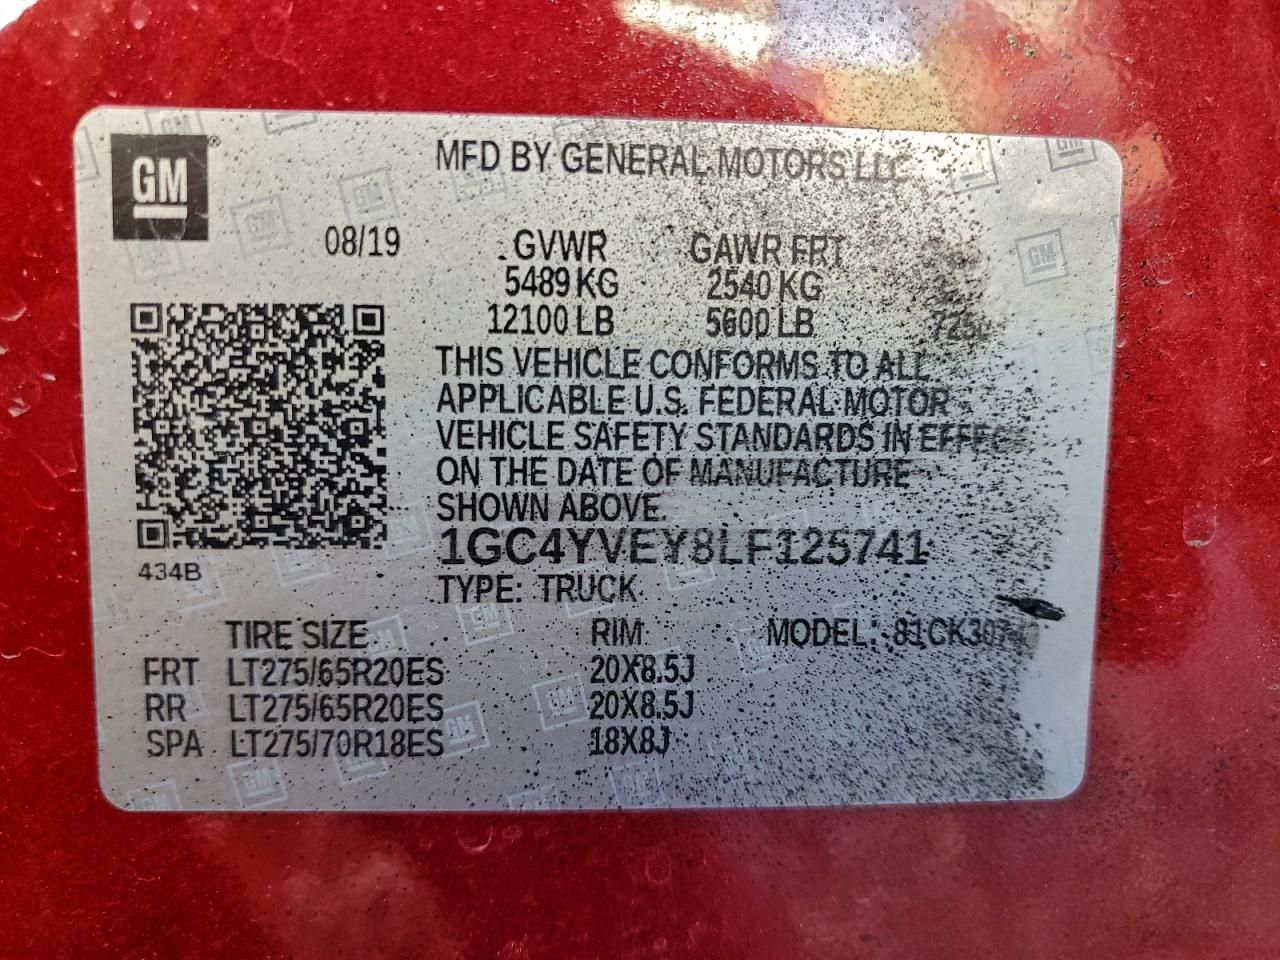 GM
MFD BY GENERAL MOTORS LLC
08/19 GVWR GAWR FRT
5489 KG 2540 KG
12100 LB 5600 LB
THIS VEHICLE CONFORMS TO ALL
APPLICABLE U.S. FEDERAL MOTOR
VEHICLE SAFETY STANDARDS IN EFFECT
ON THE DATE OF MANUFACTURE
SHOWN ABOVE.
1GC4YVEY8LF125741
434B TYPE: TRUCK
TIRE SIZE RIM MODEL:
FRT LT275/65R20ES 20X8.5J
RR LT275/65R20ES 20X8.5J
SPA LT275/70R18ES 18X8J